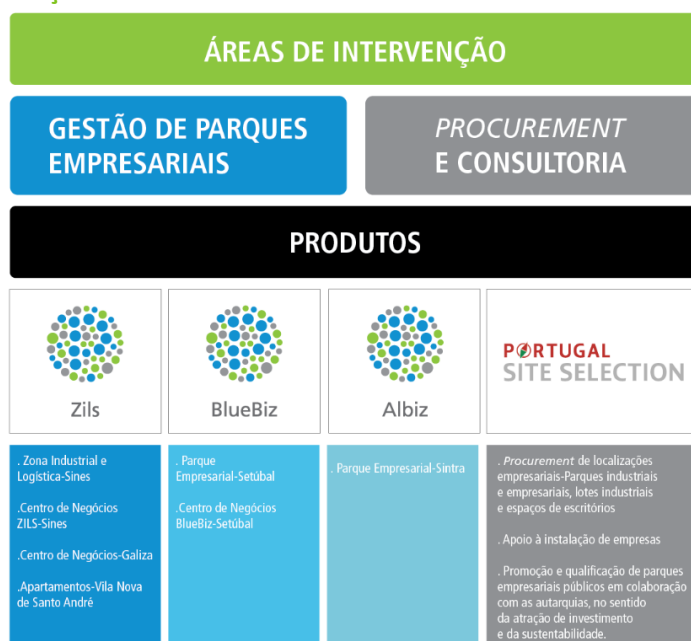 ÁREAS DE INTERVENÇÃO
GESTÃO DE PARQUES
EMPRESARIAIS
PROCUREMENT
E CONSULTORIA
PRODUTOS
Zils
BlueBiz
Albiz
PORTUGAL
SITE SELECTION
. Zona Industrial e
Logística-Sines
.Centro de Negócios
ZILS-Sines
.Centro de Negócios-Galiza
.Apartamentos-Vila Nova
de Santo André
. Parque
Empresarial-Setúbal
.Centro de Negócios
BlueBiz-Setúbal
. Parque Empresarial-Sintra
. Procurement de localizações
empresariais-Parques industriais
e empresariais, lotes industriais
e espaços de escritórios
. Apoio à instalação de empresas
. Promoção e qualificação de parques
empresariais públicos em colaboração
com as autarquias, no sentido
da atração de investimento
e da sustentabilidade.